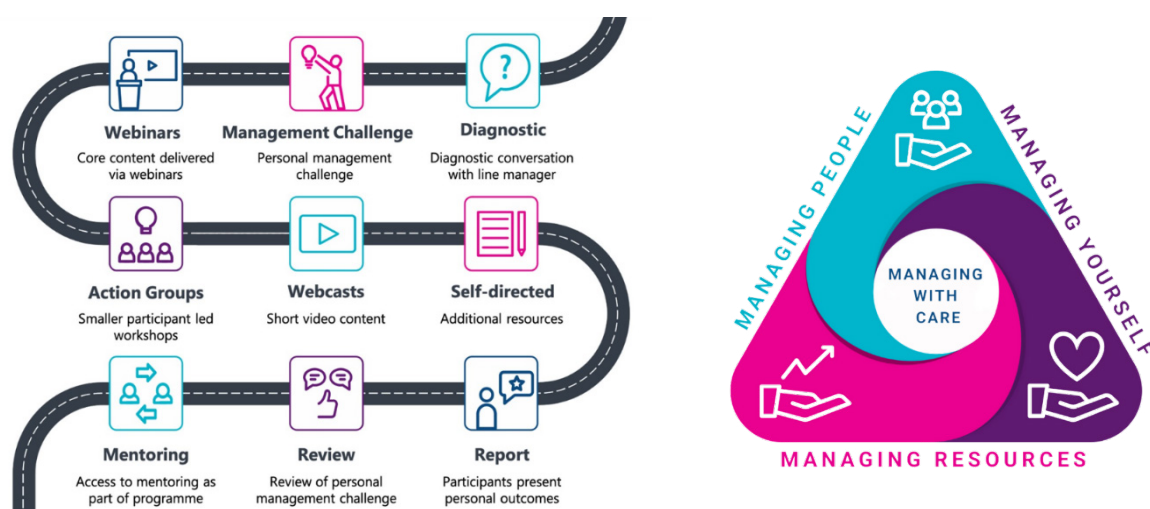 Webinars
Core content delivered
via webinars
Management Challenge
Personal management
challenge
?
Diagnostic
Diagnostic conversation
with line manager
Action Groups
Smaller participant led
workshops
Webcasts
Short video content
Self-directed
Additional resources
Mentoring
Access to mentoring as
part of programme
Review
Review of personal
management challenge
Report
Participants present
personal outcomes
MANAGING PEOPLE
MANAGING YOURSELF
MANAGING
WITH
CARE
MANAGING RESOURCES